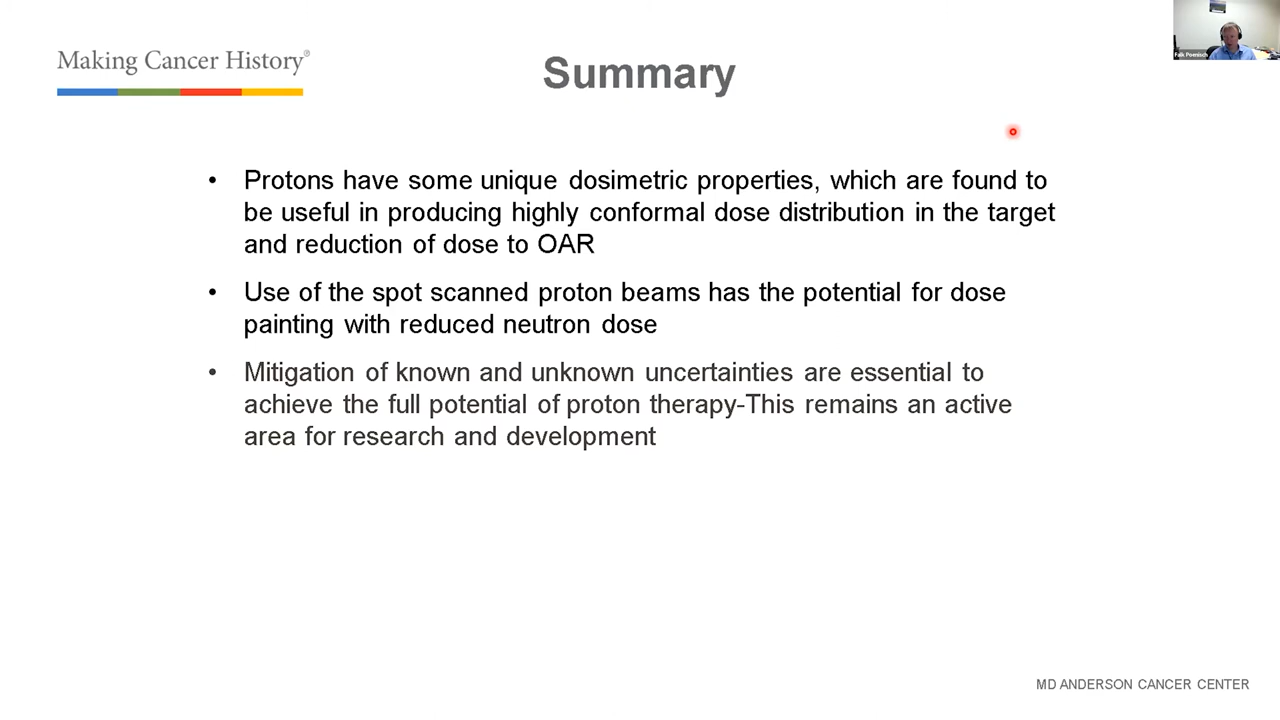 Making Cancer History®
Summary
Falk Poenisch
• Protons have some unique dosimetric properties, which are found to
be useful in producing highly conformal dose distribution in the target
and reduction of dose to OAR
• Use of the spot scanned proton beams has the potential for dose
painting with reduced neutron dose
• Mitigation of known and unknown uncertainties are essential to
achieve the full potential of proton therapy-This remains an active
area for research and development
MD ANDERSON CANCER CENTER